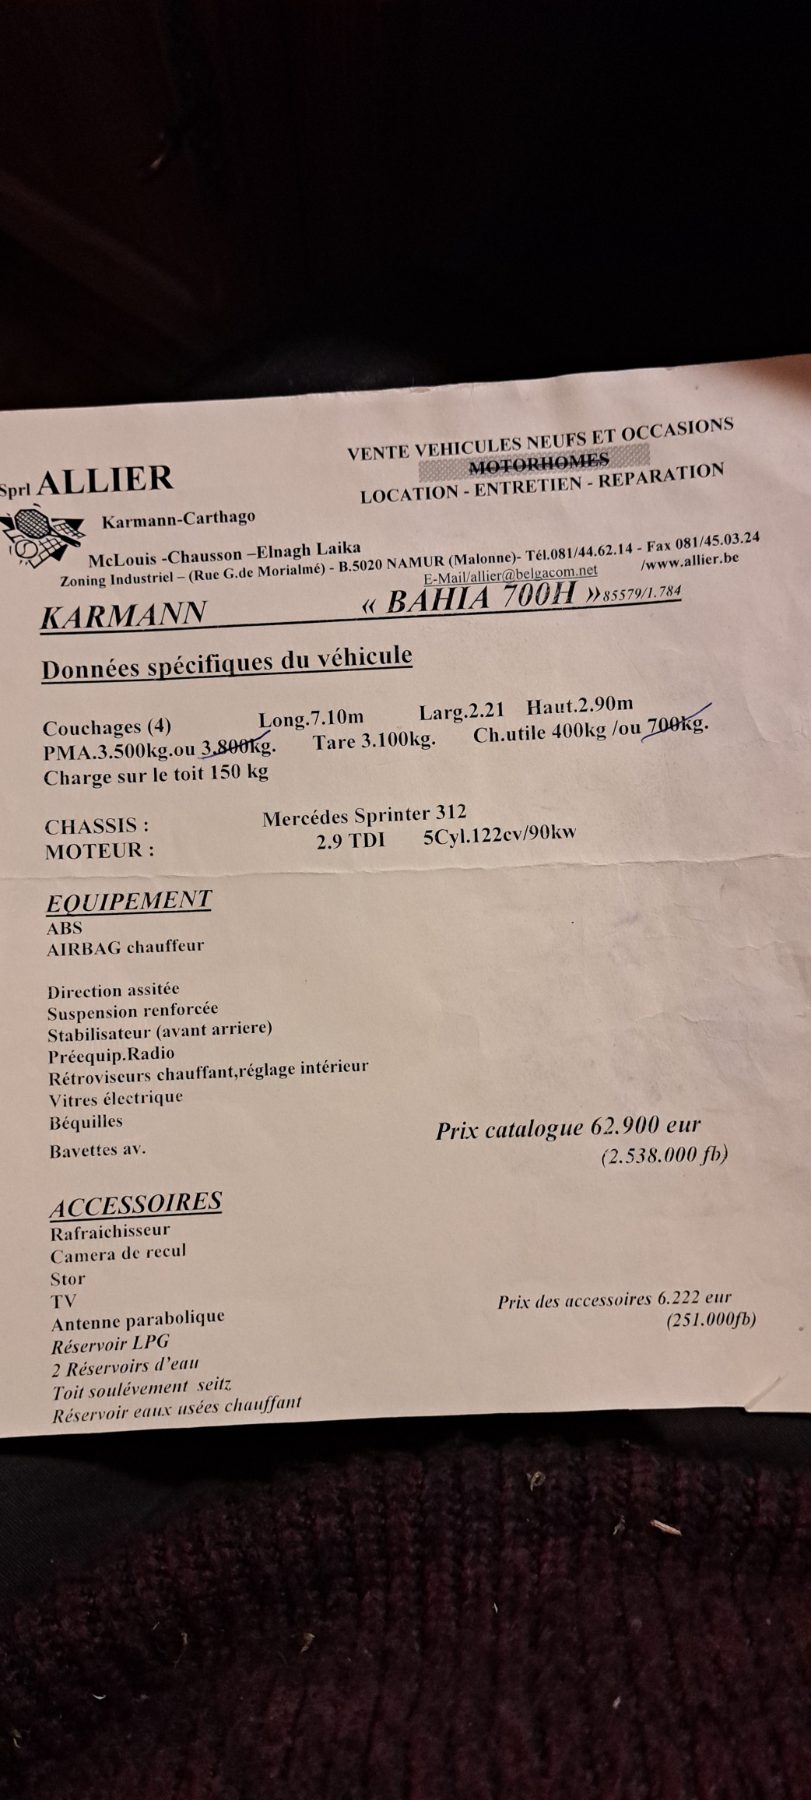 VENTE VEHICULES NEUFS ET OCCASIONS
MOTORHOMES
LOCATION - ENTRETIEN - REPARATION
Sprl ALLIER
Karmann-Carthago
McLouis -Chausson –Elnagh Laika
Zoning Industriel – (Rue G.de Morialmé) - B.5020 NAMUR (Malonne)- Tél.081/44.62.14 - Fax 081/45.03.24
E-Mail/allier@belgacom.net /www.allier.be
KARMANN « BAHIA 700H » 85579/1.784
Données spécifiques du véhicule
Couchages (4) Long.7.10m Larg.2.21 Haut.2.90m
PMA.3.500kg.ou 3.800kg. Tare 3.100kg. Ch.utile 400kg /ou 700kg.
Charge sur le toit 150 kg
CHASSIS : Mercédes Sprinter 312
MOTEUR : 2.9 TDI 5Cyl.122cv/90kw
EQUIPEMENT
ABS
AIRBAG chauffeur
Direction assitée
Suspension renforcée
Stabilisateur (avant arriere)
Préequip.Radio
Rétroviseurs chauffant,réglage intérieur
Vitres électrique
Béquilles
Bavettes av.
Prix catalogue 62.900 eur
(2.538.000 fb)
ACCESSOIRES
Rafraichisseur
Camera de recul
Stor
TV
Antenne parabolique
Réservoir LPG
2 Réservoirs d'eau
Toit soulévement seitz
Réservoir eaux usées chauffant
Prix des accessoires 6.222 eur
(251.000fb)